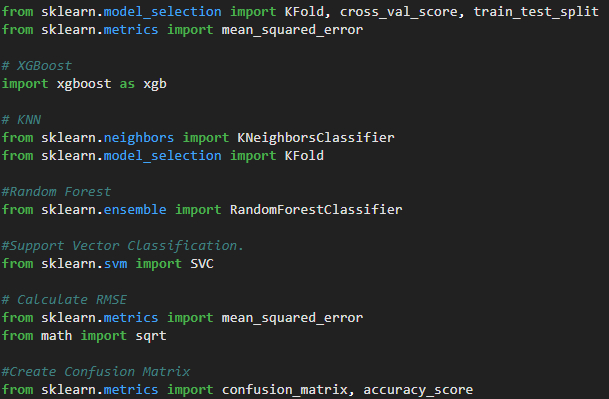 from sklearn.model_selection import KFold, cross_val_score, train_test_split
from sklearn.metrics import mean_squared_error
# XGBoost
import xgboost as xgb
# KNN
from sklearn.neighbors import KNeighborsClassifier
from sklearn.model_selection import KFold
#Random Forest
from sklearn.ensemble import RandomForestClassifier
#Support Vector Classification.
from sklearn.svm import SVC
# Calculate RMSE
from sklearn.metrics import mean_squared_error
from math import sqrt
#Create Confusion Matrix
from sklearn.metrics import confusion_matrix, accuracy_score